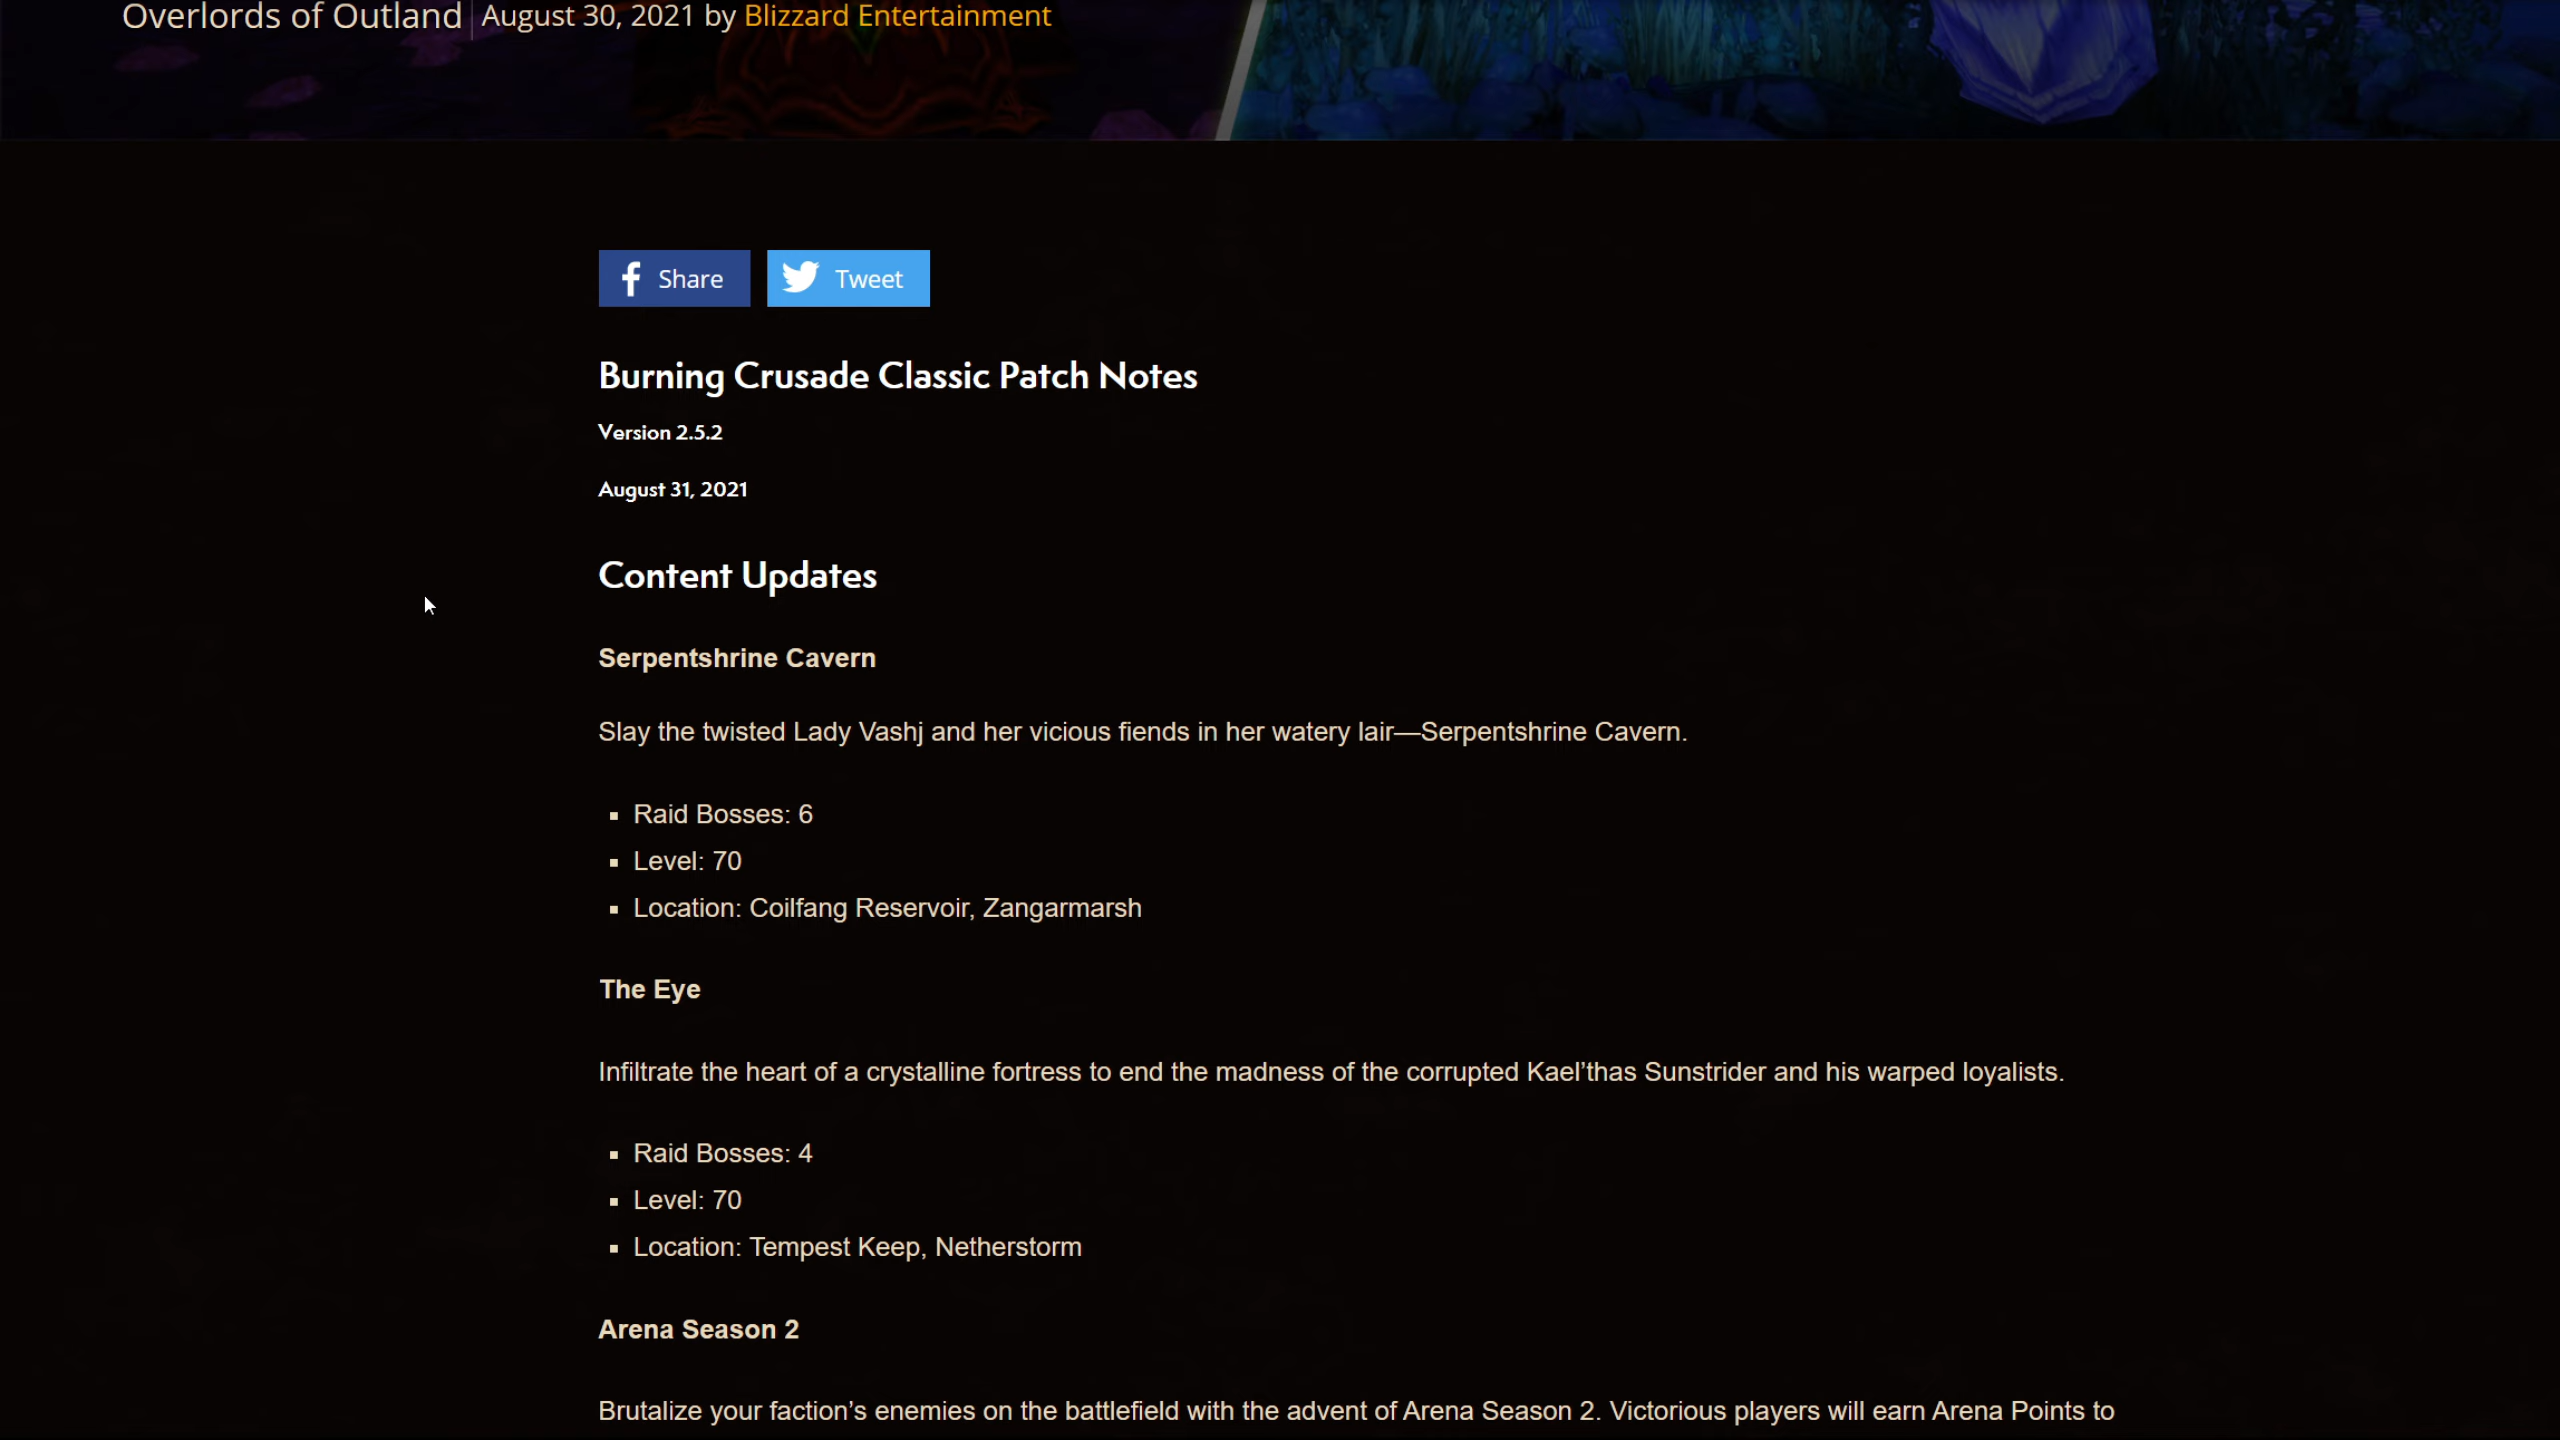 Overlords of Outland August 30, 2021 by Blizzard Entertainment
Share Tweet
Burning Crusade Classic Patch Notes
Version 2.5.2
August 31, 2021
Content Updates
Serpentshrine Cavern
Slay the twisted Lady Vashj and her vicious fiends in her watery lair—Serpentshrine Cavern.
▪ Raid Bosses: 6
▪ Level: 70
▪ Location: Coilfang Reservoir, Zangarmarsh
The Eye
Infiltrate the heart of a crystalline fortress to end the madness of the corrupted Kael’thas Sunstrider and his warped loyalists.
▪ Raid Bosses: 4
▪ Level: 70
▪ Location: Tempest Keep, Netherstorm
Arena Season 2
Brutalize your faction’s enemies on the battlefield with the advent of Arena Season 2. Victorious players will earn Arena Points to